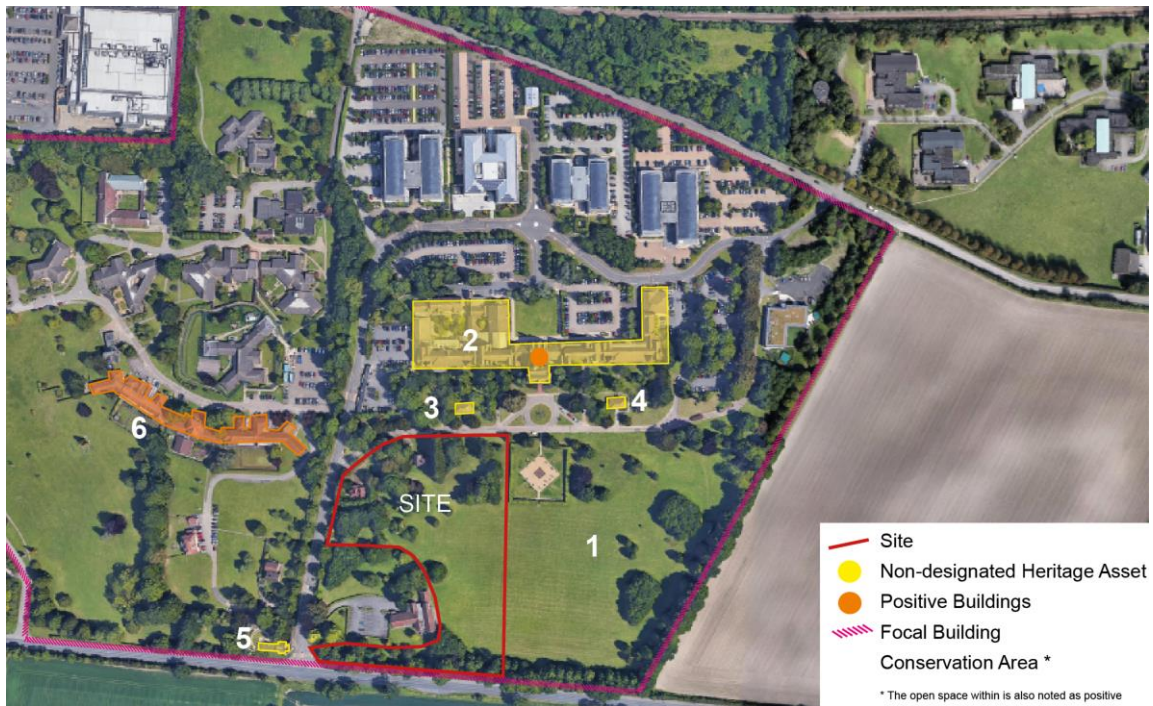 2
3
4
6
SITE
1
5
Site
Non-designated Heritage Asset
Positive Buildings
Focal Building
Conservation Area *
* The open space within is also noted as positive